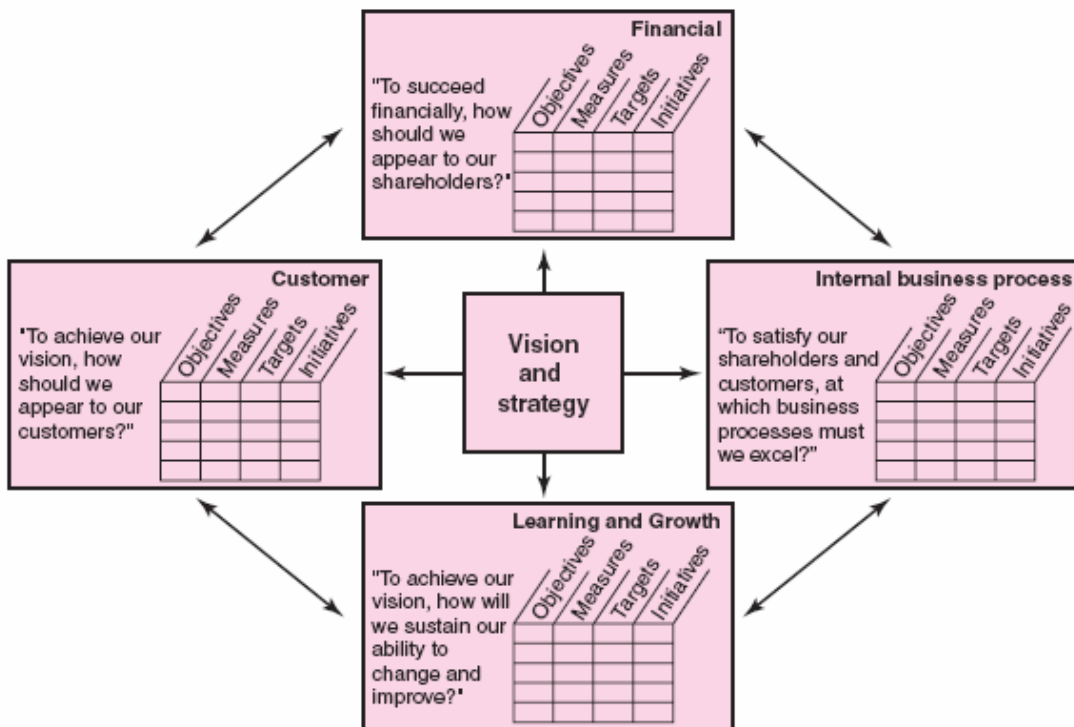 Financial
"To succeed
financially, how
should we
appear to our
shareholders?"
Objectives
Measures
Targets
Initiatives
Customer
"To achieve our
vision, how
should we
appear to our
customers?"
Objectives
Measures
Targets
Initiatives
Vision
and
strategy
Internal business process
"To satisfy our
shareholders and
customers, at
which business
processes must
we excel?"
Objectives
Measures
Targets
Initiatives
Learning and Growth
"To achieve our
vision, how will
we sustain our
ability to
change and
improve?"
Objectives
Measures
Targets
Initiatives